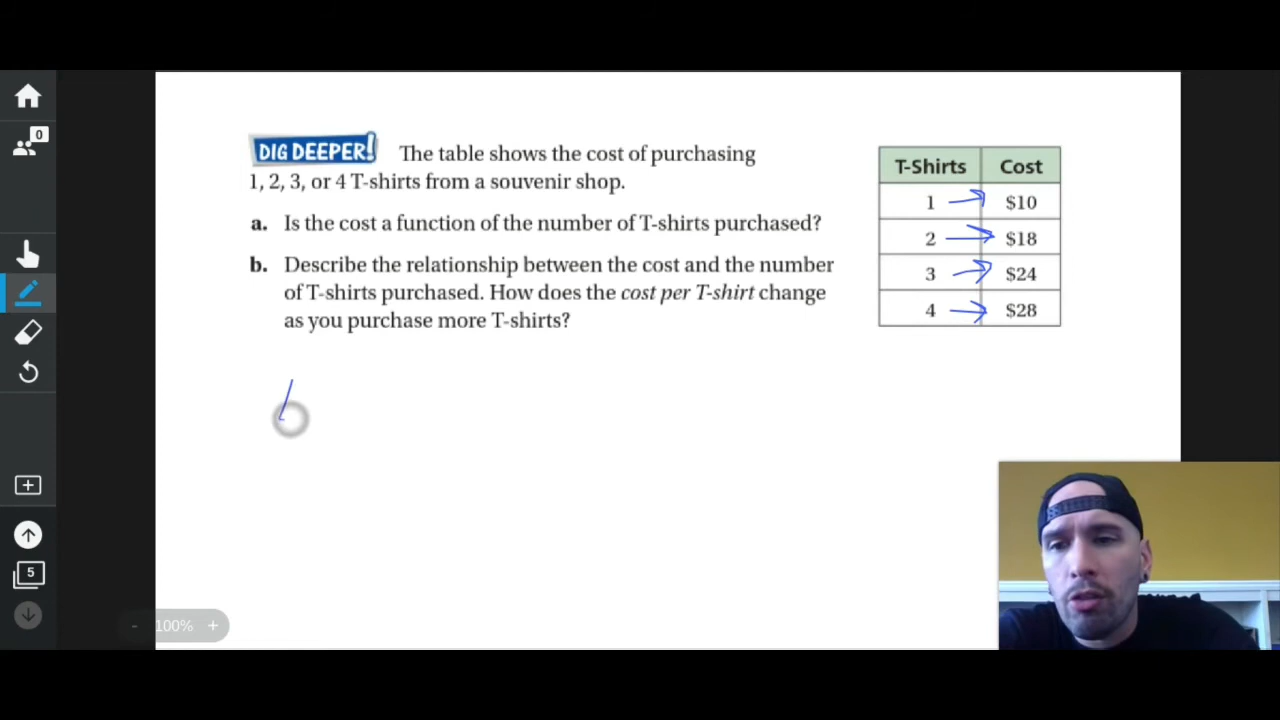 DIG DEEPER! The table shows the cost of purchasing
1, 2, 3, or 4 T-shirts from a souvenir shop.
a. Is the cost a function of the number of T-shirts purchased?
b. Describe the relationship between the cost and the number
of T-shirts purchased. How does the cost per T-shirt change
as you purchase more T-shirts?
T-Shirts Cost
1 $10
2 $18
3 $24
4 $28
0
5
- 100% +